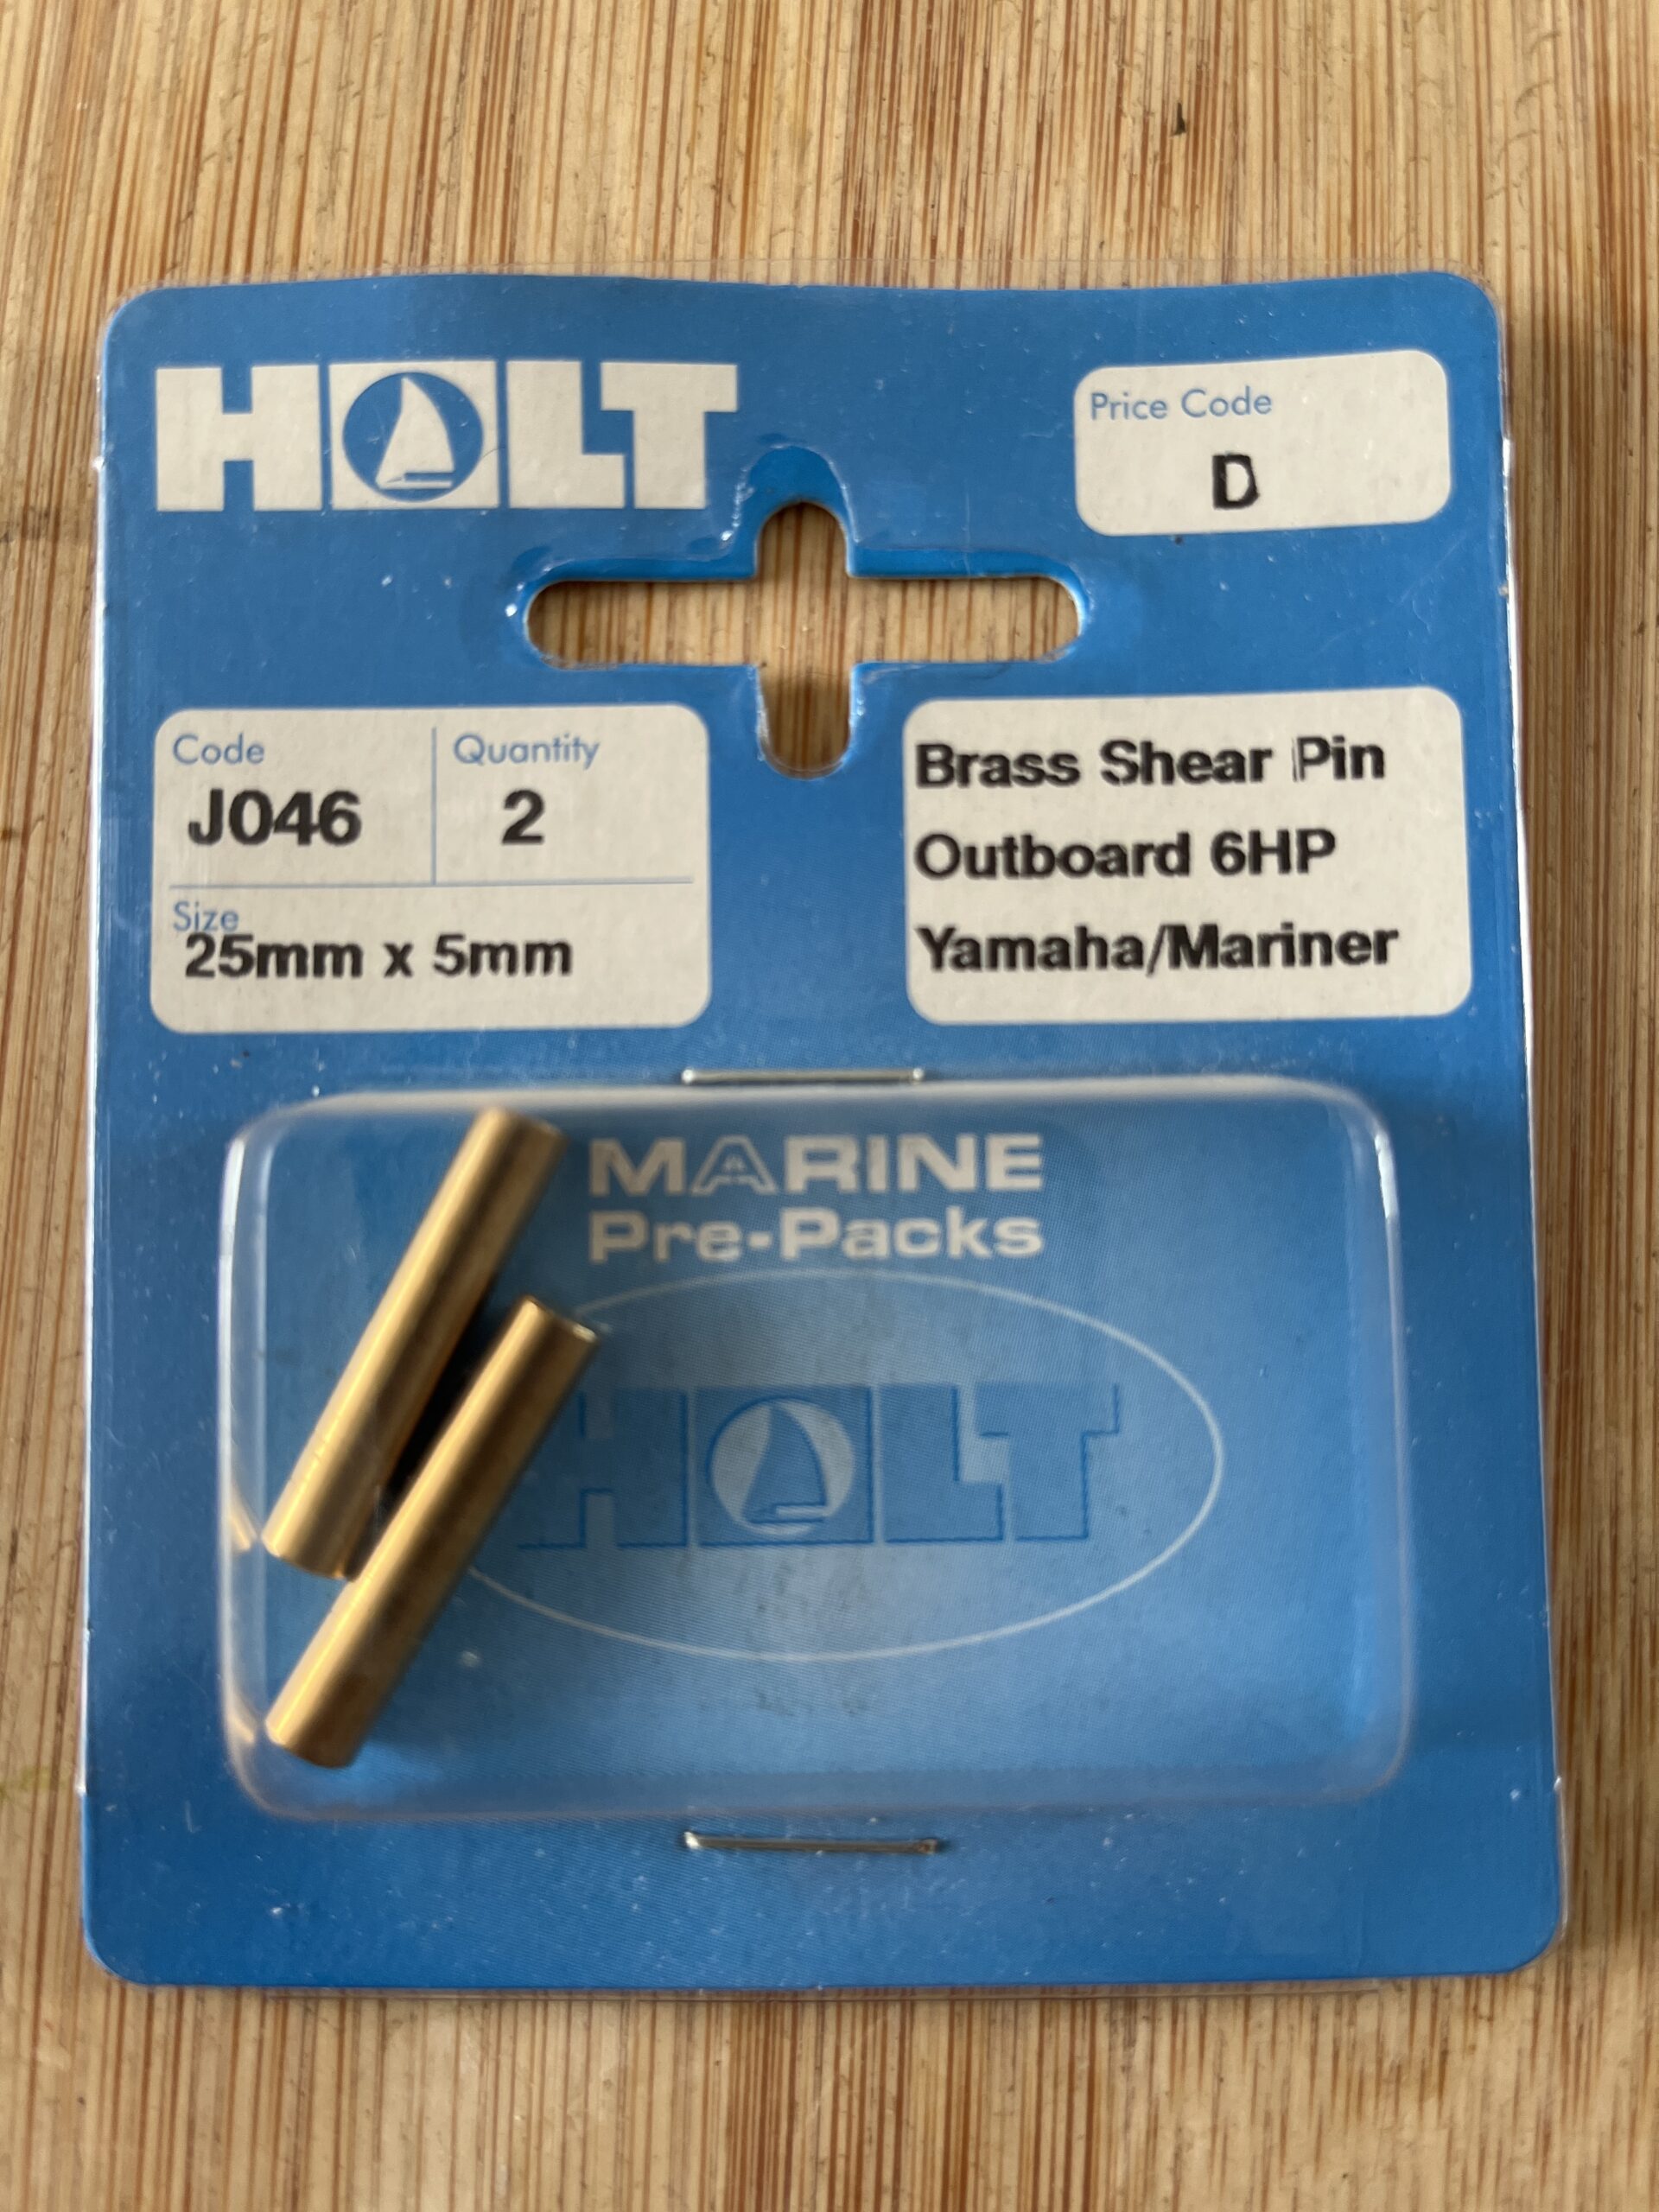 HOLT
Price Code
D
Code
J046
Quantity
2
Size
25mm x 5mm
Brass Shear Pin
Outboard 6HP
Yamaha/Mariner
MARINE
Pre-Packs
HOLT